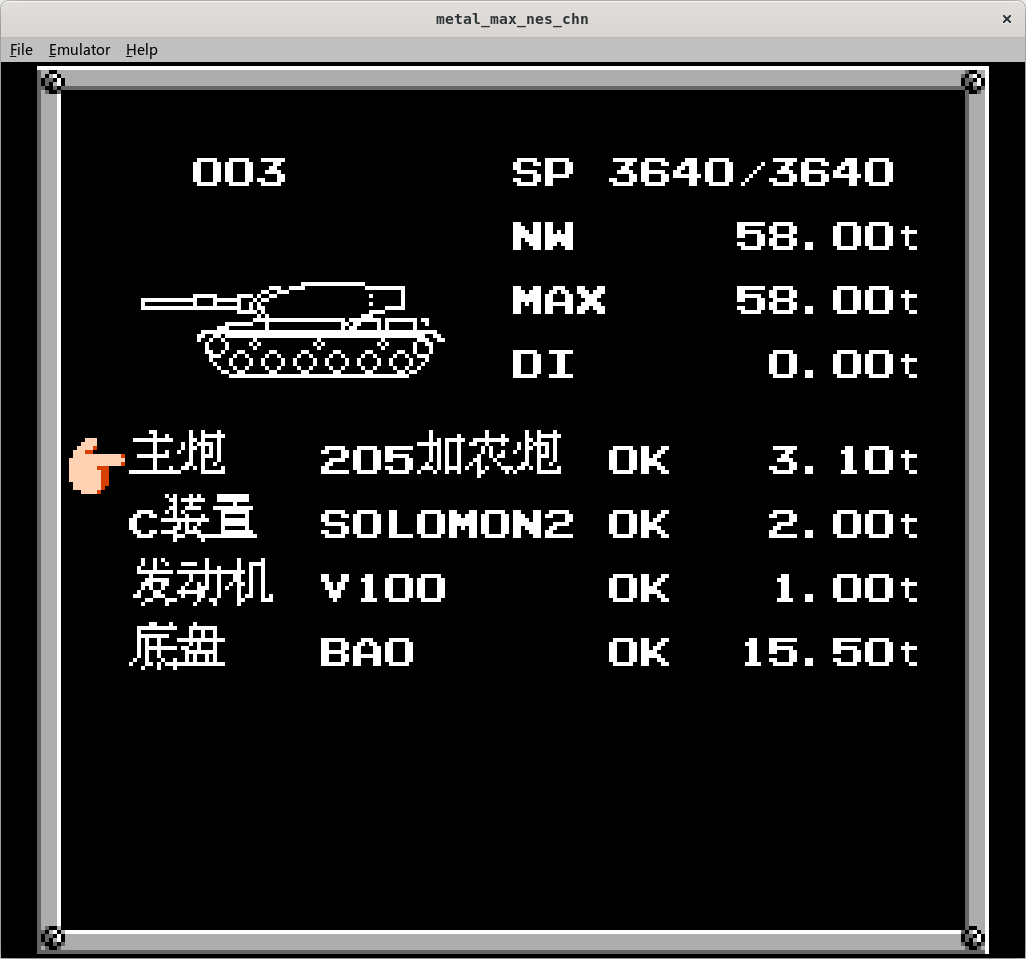 metal_max_nes_chn
×
File Emulator Help
003 SP 3640/3640
NW 58.00t
MAX 58.00t
DI 0.00t
主炮 205加农炮 OK 3.10t
C装置 SOLOMON2 OK 2.00t
发动机 V100 OK 1.00t
底盘 BAO OK 15.50t